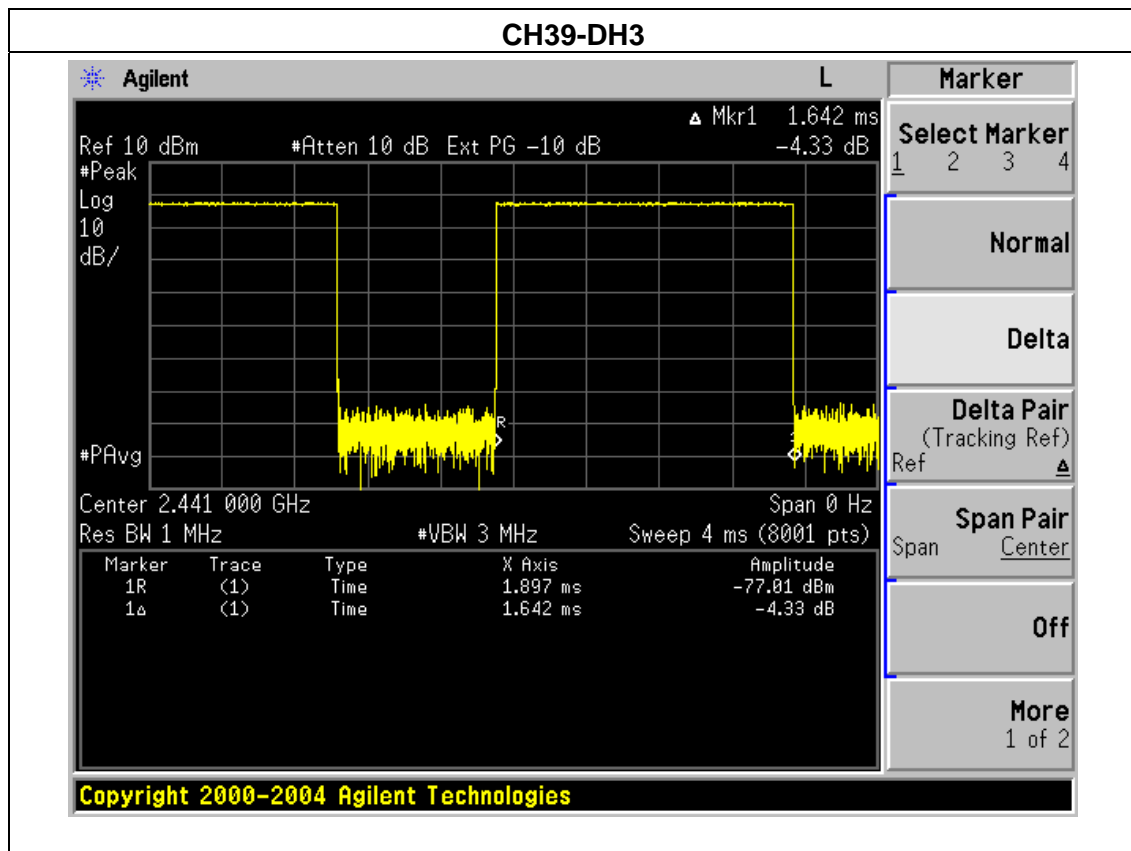 CH39-DH3
Agilent L
Δ Mkr1 1.642 ms
Ref 10 dBm #Atten 10 dB Ext PG −10 dB −4.33 dB
#Peak
Log
10
dB/
R
#PAvg
Center 2.441 000 GHz Span 0 Hz
Res BW 1 MHz #VBW 3 MHz Sweep 4 ms (8001 pts)
Marker Trace Type X Axis Amplitude
1R (1) Time 1.897 ms −77.01 dBm
1Δ (1) Time 1.642 ms −4.33 dB
Marker
Select Marker
1 2 3 4
Normal
Delta
Delta Pair
(Tracking Ref)
Ref Δ
Span Pair
Span Center
Off
More
1 of 2
Copyright 2000–2004 Agilent Technologies